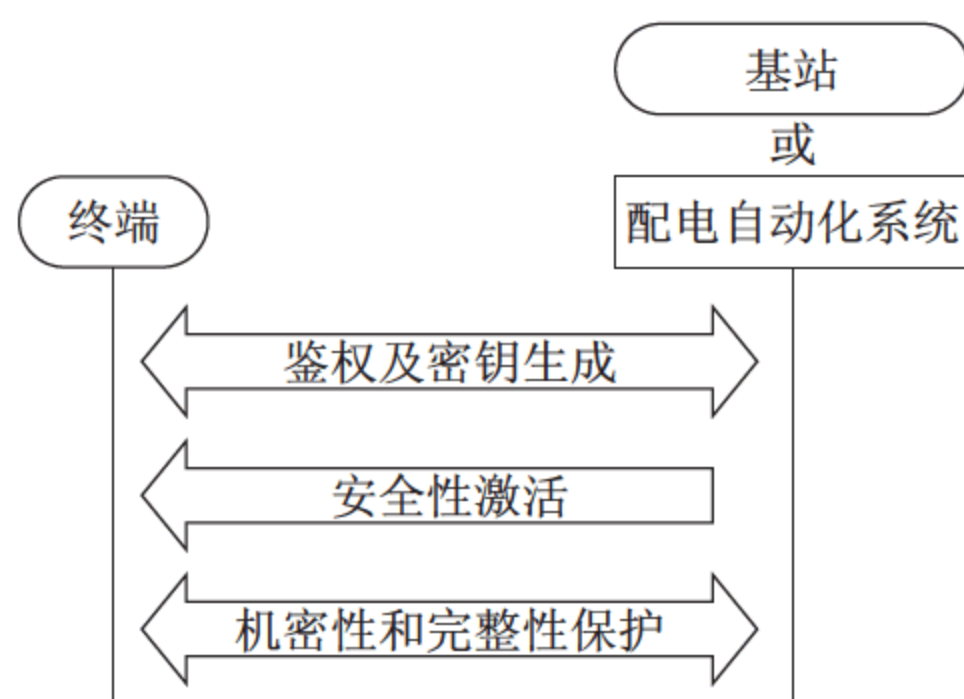 基站
或
终端
配电自动化系统
鉴权及密钥生成
安全性激活
机密性和完整性保护